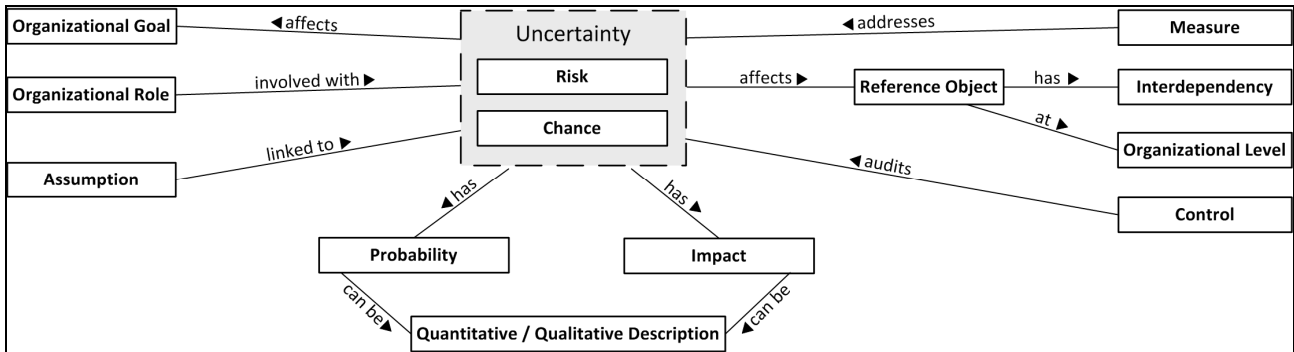 Organizational Goal
◄ affects
Uncertainty
◄ addresses
Measure
Organizational Role
involved with ►
Risk
affects ►
Reference Object
has ►
Interdependency
Chance
at ►
Organizational Level
Assumption
linked to ►
◄ audits
Control
◄ has
has ►
Probability
Impact
can be ►
◄ can be
Quantitative / Qualitative Description